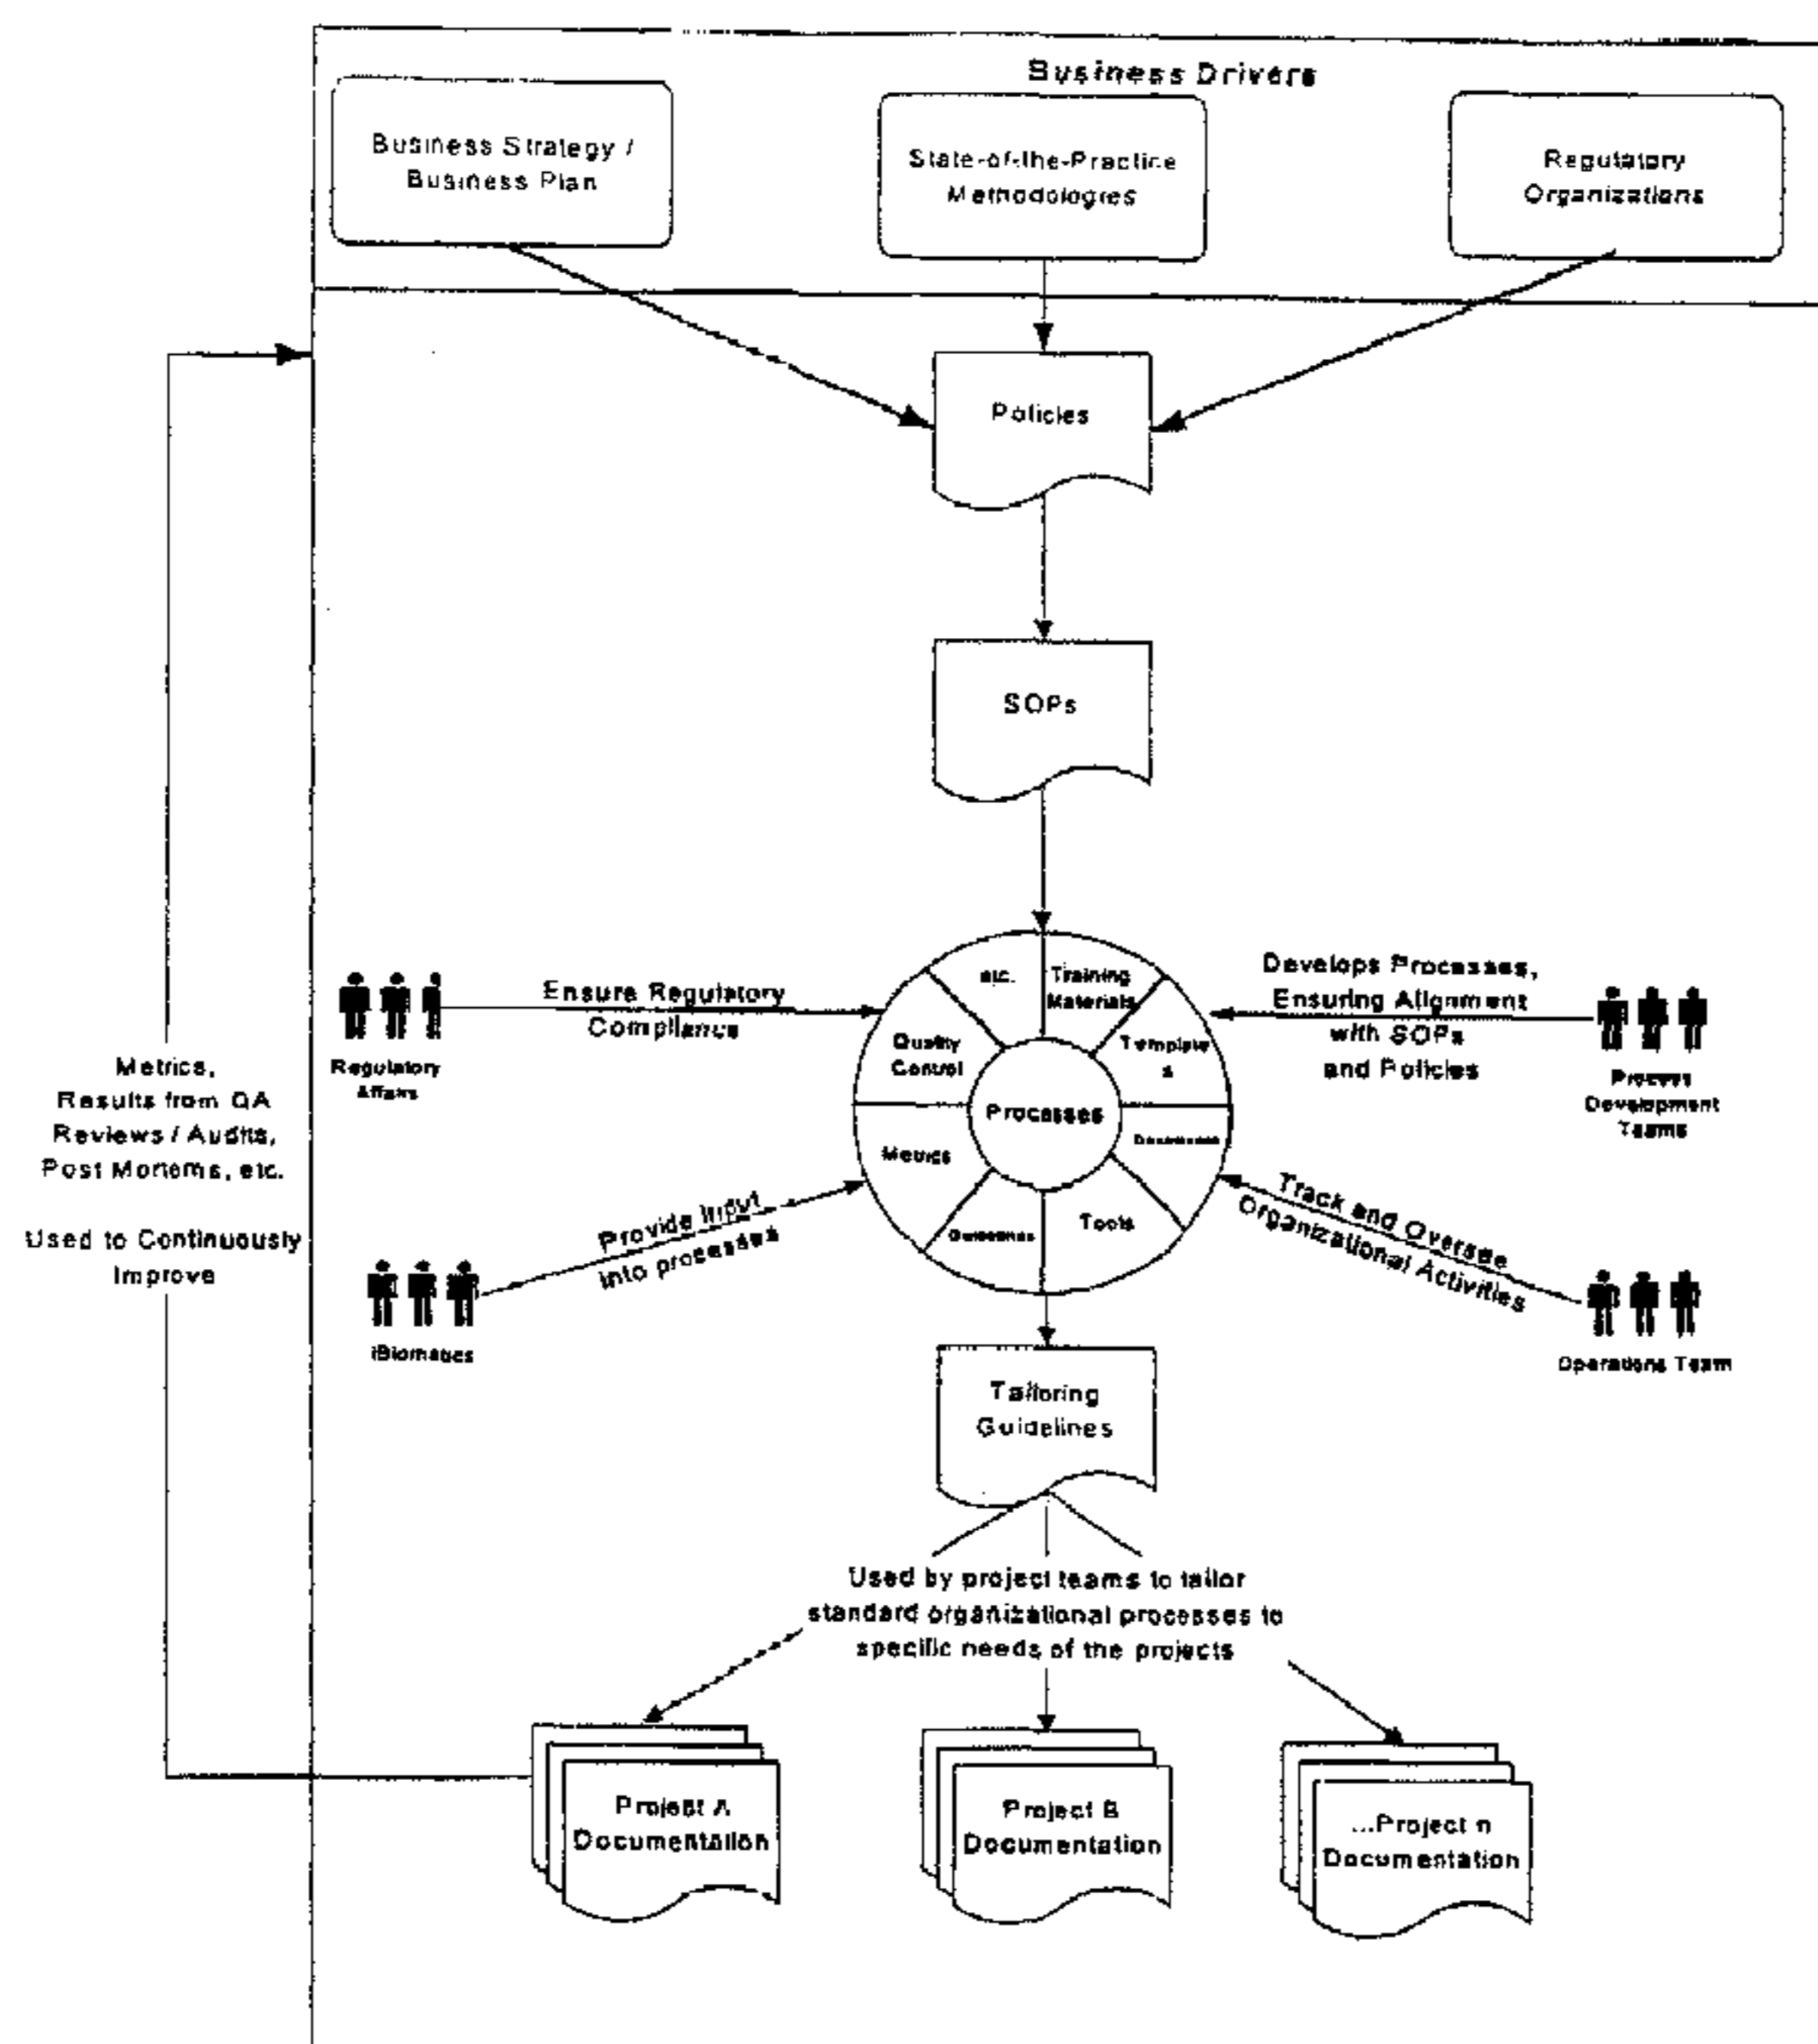 Business Drivers
Business Strategy /
Business Plan
State-of-the-Practice
Methodologies
Regulatory
Organizations
Policies
SOPs
etc.
Training
Materials
Template
s
Quality
Control
Processes
Metrics
Tools
Ensure Regulatory
Compliance
Regulatory
Affairs
Develops Processes,
Ensuring Alignment
with SOPs
and Policies
Process
Development
Teams
Metrics,
Results from QA
Reviews / Audits,
Post Mortems, etc.
Used to Continuously
Improve
Provide Input
into processes
iBiomatics
Track and Oversee
Organizational Activities
Operations Team
Tailoring
Guidelines
Used by project teams to tailor
standard organizational processes to
specific needs of the projects
Project A
Documentation
Project B
Documentation
...Project n
Documentation